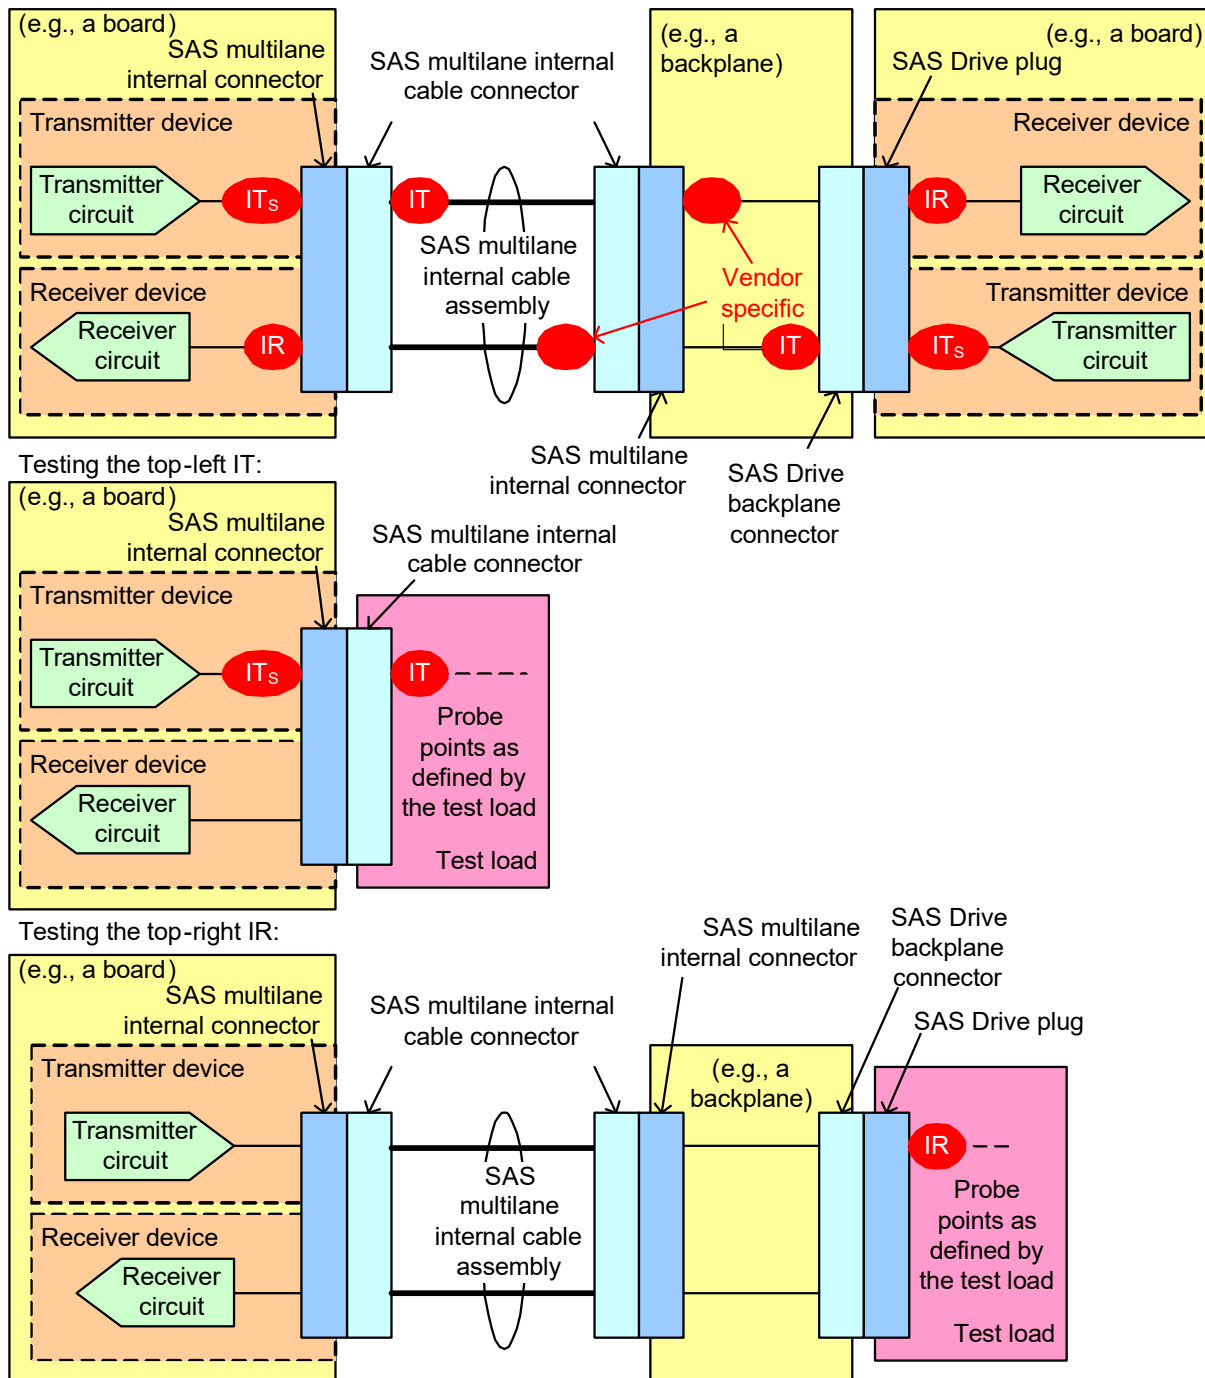 (e.g., a board)
SAS multilane
internal connector
SAS multilane internal
cable connector
(e.g., a
backplane)
(e.g., a board)
SAS Drive plug
Transmitter device
Transmitter
circuit
ITS
IT
Receiver device
IR
Receiver
circuit
SAS multilane
internal cable
assembly
Vendor
specific
Receiver device
Receiver
circuit
IR
IT
Transmitter device
ITS
Transmitter
circuit
SAS multilane
internal connector
SAS Drive
backplane
connector
Testing the top-left IT:
(e.g., a board)
SAS multilane
internal connector
SAS multilane internal
cable connector
Transmitter device
Transmitter
circuit
ITS
IT
Probe
points as
defined by
the test load
Test load
Receiver device
Receiver
circuit
Testing the top-right IR:
(e.g., a board)
SAS multilane
internal connector
SAS multilane internal
cable connector
SAS multilane
internal connector
SAS Drive
backplane
connector
SAS Drive plug
Transmitter device
Transmitter
circuit
(e.g., a
backplane)
IR
SAS
multilane
internal cable
assembly
Probe
points as
defined by
the test load
Test load
Receiver device
Receiver
circuit